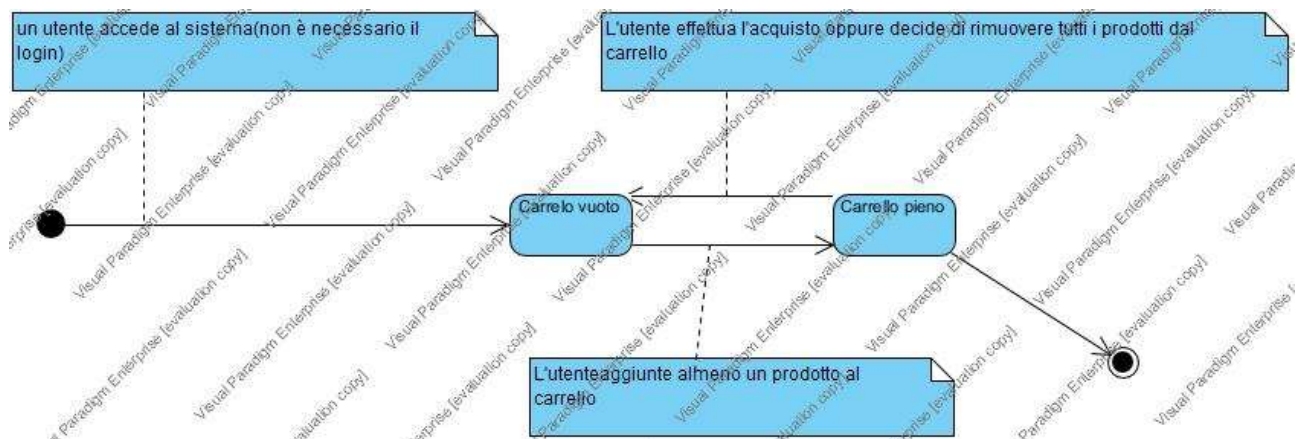 un utente accede al sistema(non è necessario il
login)
L'utente effettua l'acquisto oppure decide di rimuovere tutti i prodotti dal
carrello
Carrelo vuoto
Carrello pieno
L'utenteaggiunte almeno un prodotto al
carrello
Visual Paradigm Enterprise [evaluation copy]